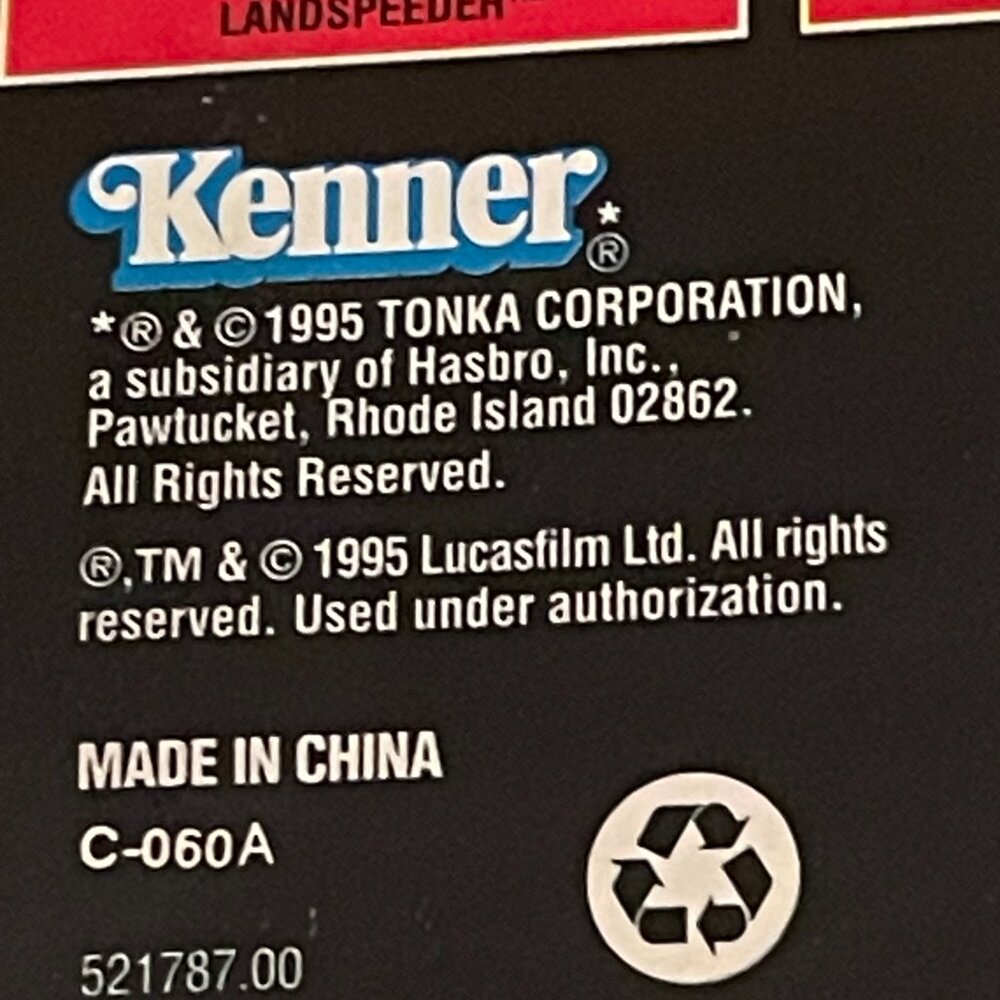 LANDSPEEDER™
Kenner*®
*® & © 1995 TONKA CORPORATION,
a subsidiary of Hasbro, Inc.,
Pawtucket, Rhode Island 02862.
All Rights Reserved.
®,TM & © 1995 Lucasfilm Ltd. All rights
reserved. Used under authorization.
MADE IN CHINA
C-060A
521787.00